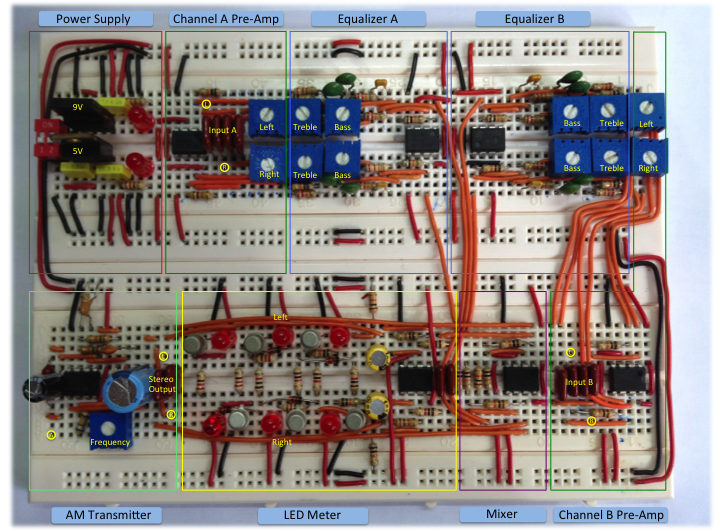 Power Supply
Channel A Pre-Amp
Equalizer A
Equalizer B
9V
5V
L
Input A
R
Left
Treble
Bass
Right
Treble
Bass
Bass
Treble
Left
Bass
Treble
Right
Left
L
Stereo
Output
R
A
Frequency
Right
L
Input B
R
AM Transmitter
LED Meter
Mixer
Channel B Pre-Amp